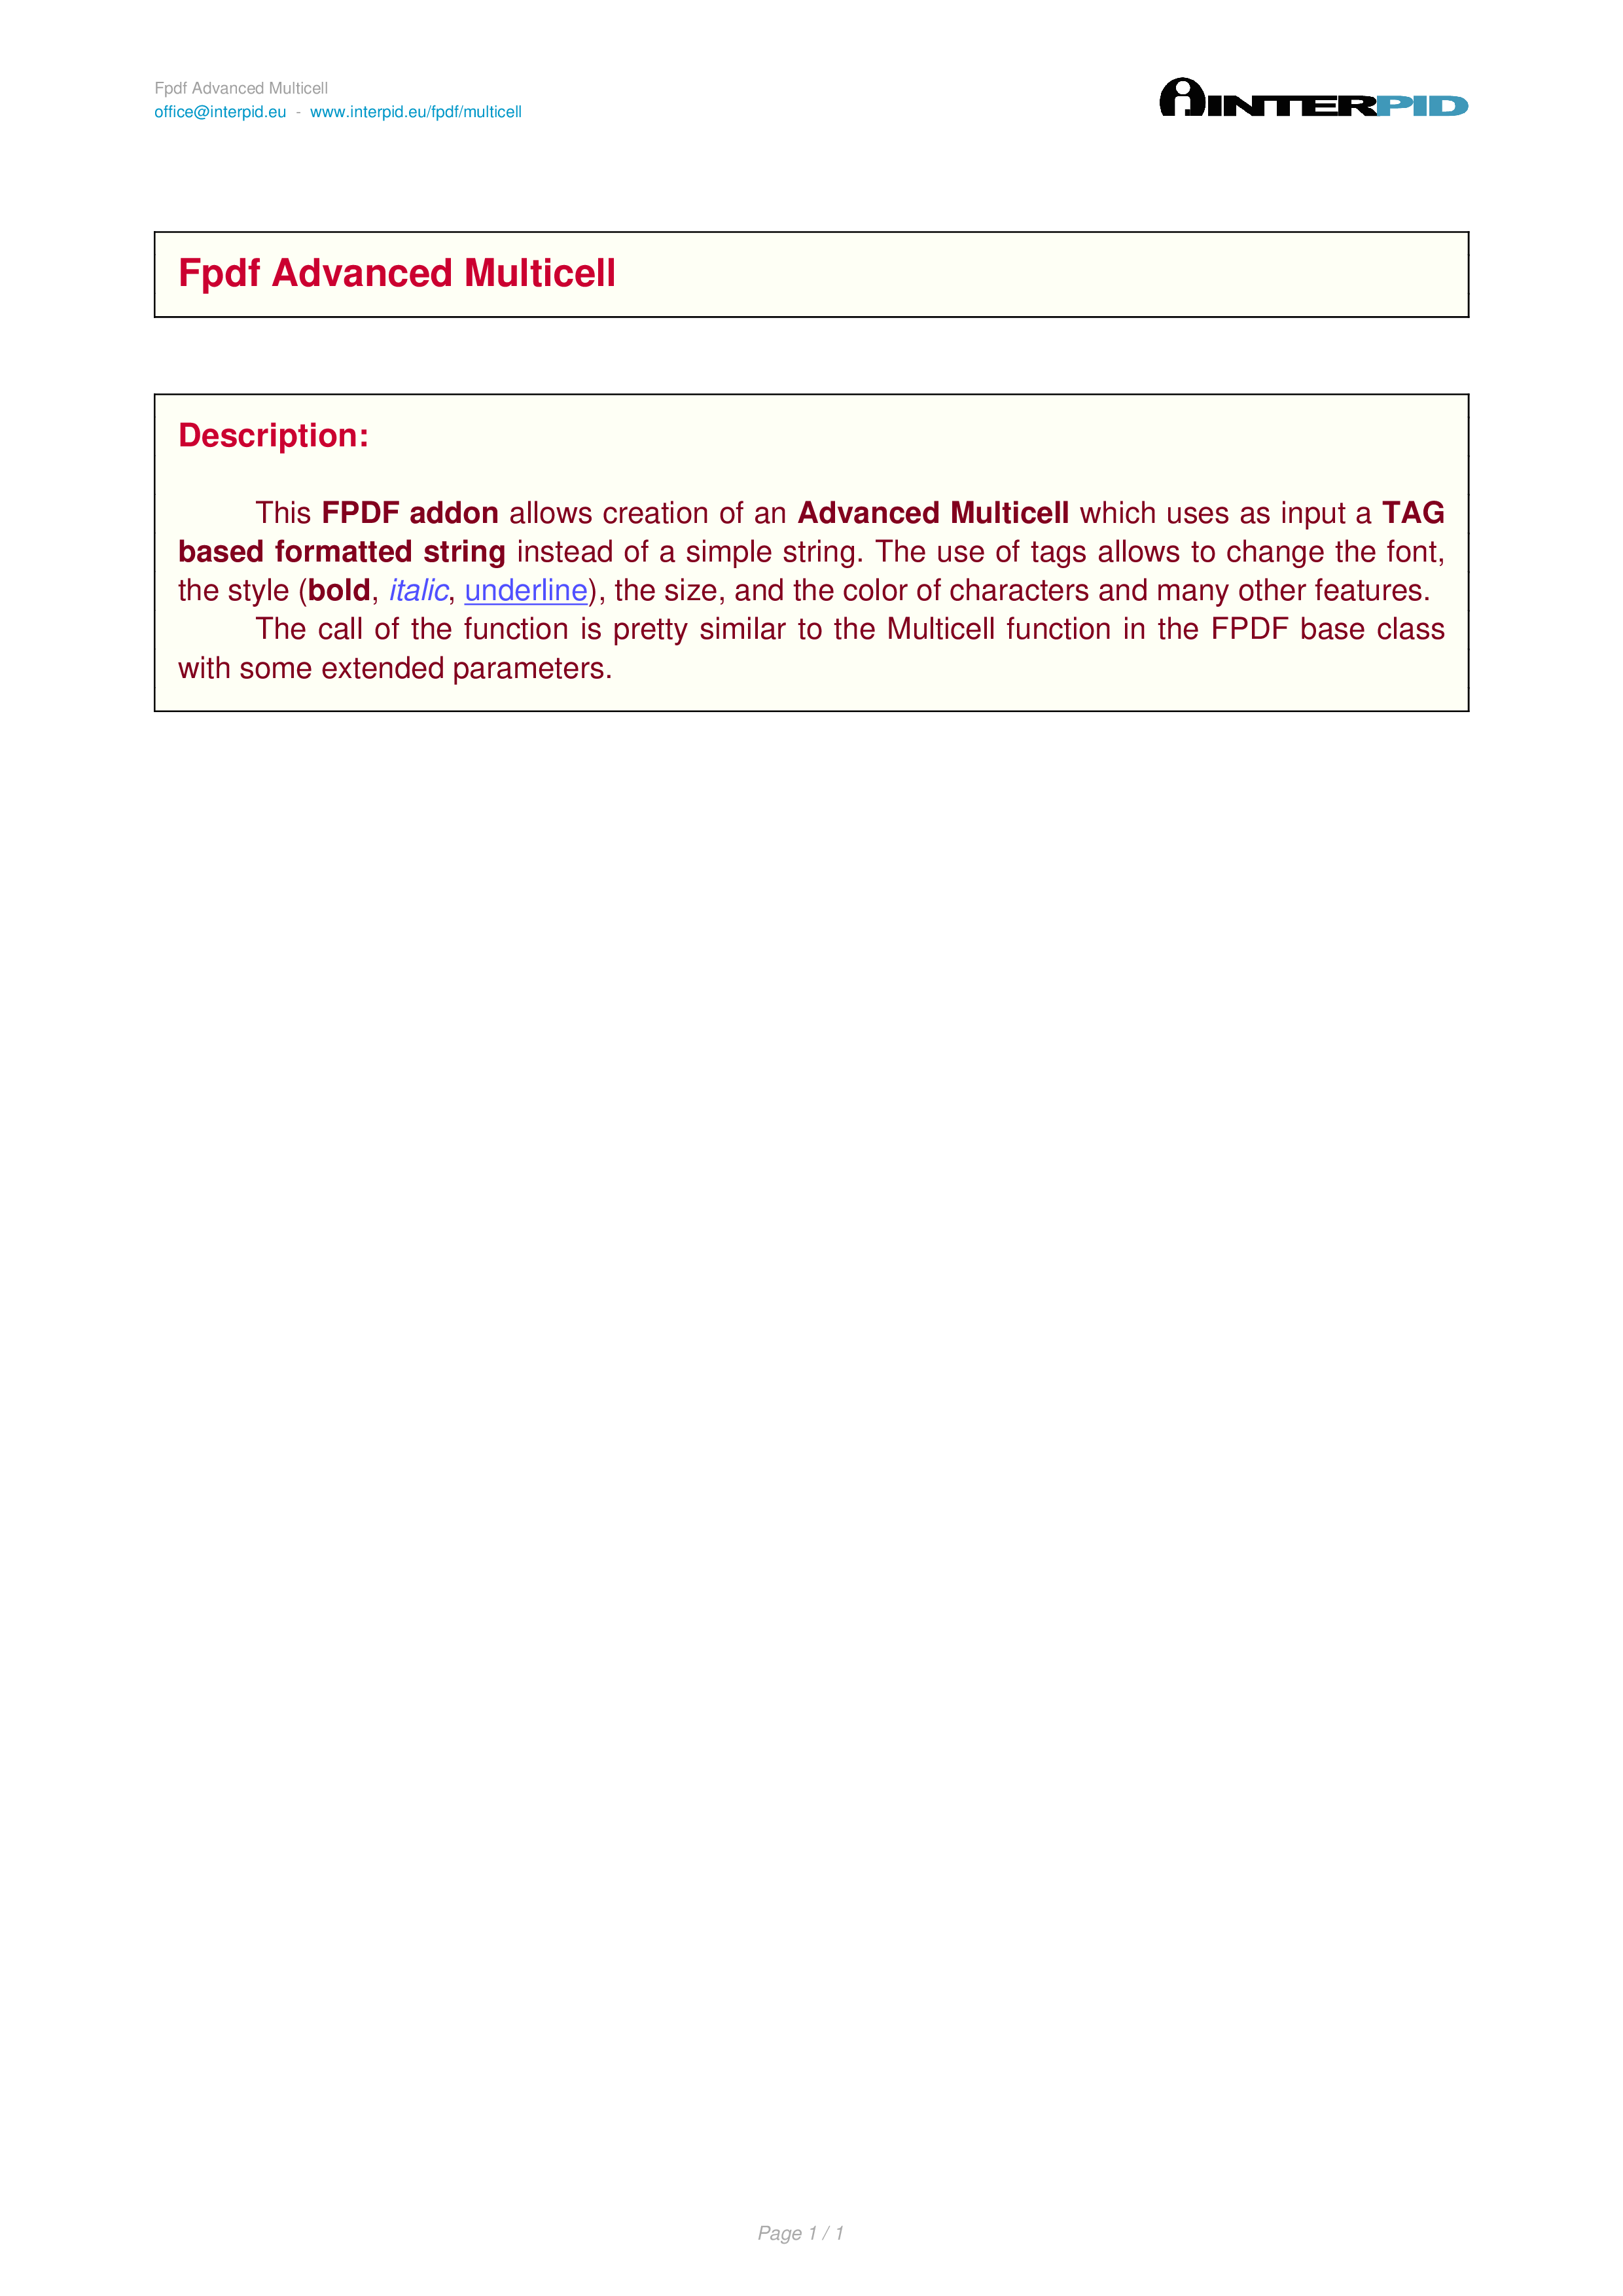 Fpdf Advanced Multicell
office@interpid.eu - www.interpid.eu/fpdf/multicell
INTERPID
Fpdf Advanced Multicell
Description:
This FPDF addon allows creation of an Advanced Multicell which uses as input a TAG
based formatted string instead of a simple string. The use of tags allows to change the font,
the style (bold, italic, underline), the size, and the color of characters and many other features.
The call of the function is pretty similar to the Multicell function in the FPDF base class
with some extended parameters.
Page 1 / 1